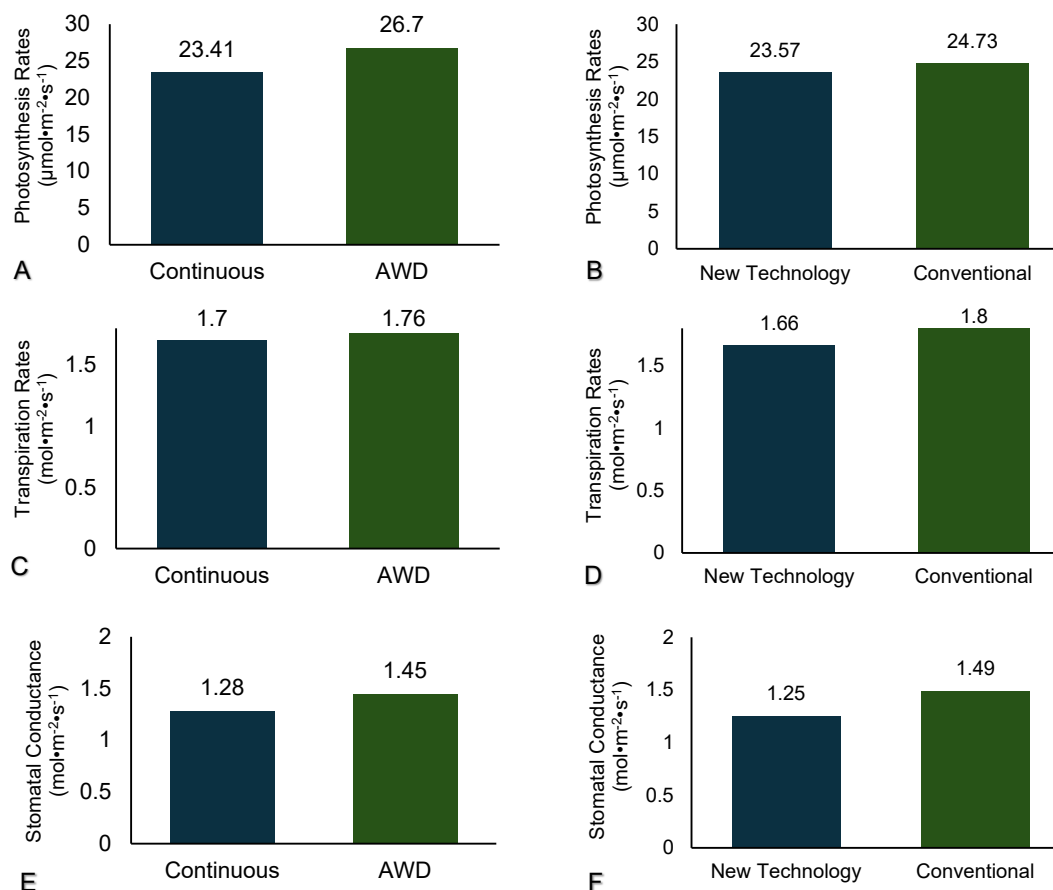 Photosynthesis Rates
(µmol•m⁻²•s⁻¹)
30
25
20
15
10
5
0
23.41
26.7
Continuous
AWD
A
Photosynthesis Rates
(µmol•m⁻²•s⁻¹)
30
25
20
15
10
5
0
23.57
24.73
New Technology
Conventional
B
Transpiration Rates
(mol•m⁻²•s⁻¹)
1.5
1
0.5
0
1.7
1.76
Continuous
AWD
C
Transpiration Rates
(mol•m⁻²•s⁻¹)
1.5
1
0.5
0
1.66
1.8
New Technology
Conventional
D
Stomatal Conductance
(mol•m⁻²•s⁻¹)
2
1.5
1
0.5
0
1.28
1.45
Continuous
AWD
E
Stomatal Conductance
(mol•m⁻²•s⁻¹)
2
1.5
1
0.5
0
1.25
1.49
New Technology
Conventional
F